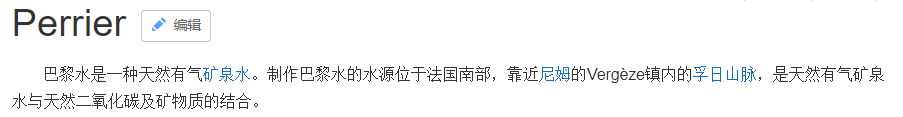 Perrier 编辑
巴黎水是一种天然有气矿泉水。制作巴黎水的水源位于法国南部，靠近尼姆的Vergèze镇内的孚日山脉，是天然有气矿泉
水与天然二氧化碳及矿物质的结合。